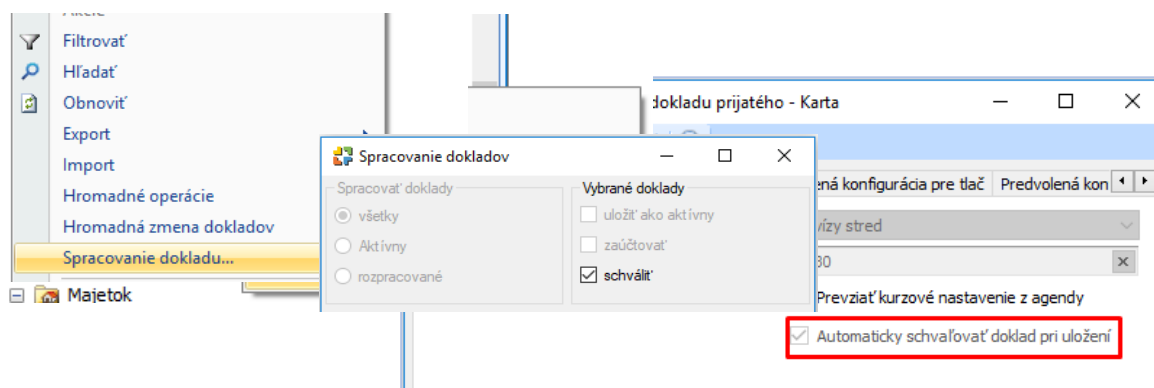 Akcie
Filtrovať
Hľadať
Obnoviť
Export
Import
Hromadné operácie
Hromadná zmena dokladov
Spracovanie dokladu...
Majetok
Spracovanie dokladov
Spracovať doklady
všetky
Aktívny
rozpracované
Vybrané doklady
uložiť ako aktívny
zaúčtovať
schváliť
dokladu prijatého - Karta
ená konfigurácia pre tlač Predvolená kon
vízy stred
30
Prevziať kurzové nastavenie z agendy
Automaticky schvaľovať doklad pri uložení